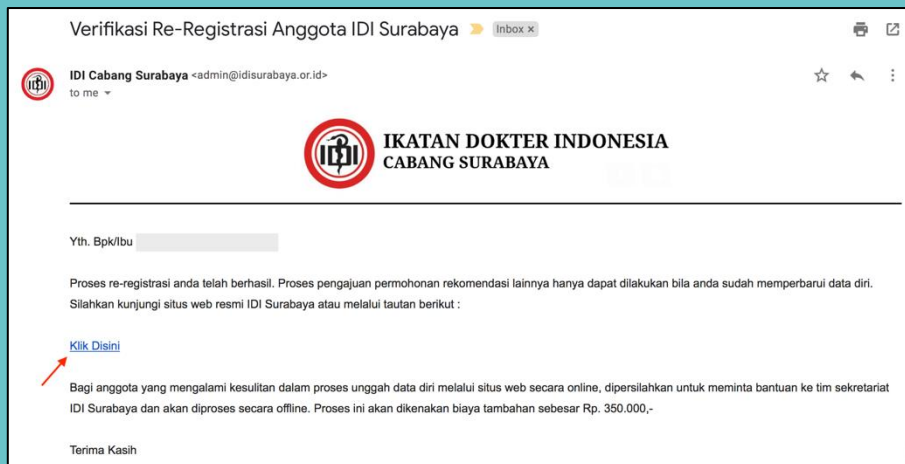 Verifikasi Re-Registrasi Anggota IDI Surabaya Inbox ×
IDI Cabang Surabaya <admin@idisurabaya.or.id>
to me
IDI
IKATAN DOKTER INDONESIA
CABANG SURABAYA
Yth. Bpk/Ibu
Proses re-registrasi anda telah berhasil. Proses pengajuan permohonan rekomendasi lainnya hanya dapat dilakukan bila anda sudah memperbarui data diri.
Silahkan kunjungi situs web resmi IDI Surabaya atau melalui tautan berikut :
Klik Disini
Bagi anggota yang mengalami kesulitan dalam proses unggah data diri melalui situs web secara online, dipersilahkan untuk meminta bantuan ke tim sekretariat
IDI Surabaya dan akan diproses secara offline. Proses ini akan dikenakan biaya tambahan sebesar Rp. 350.000,-
Terima Kasih